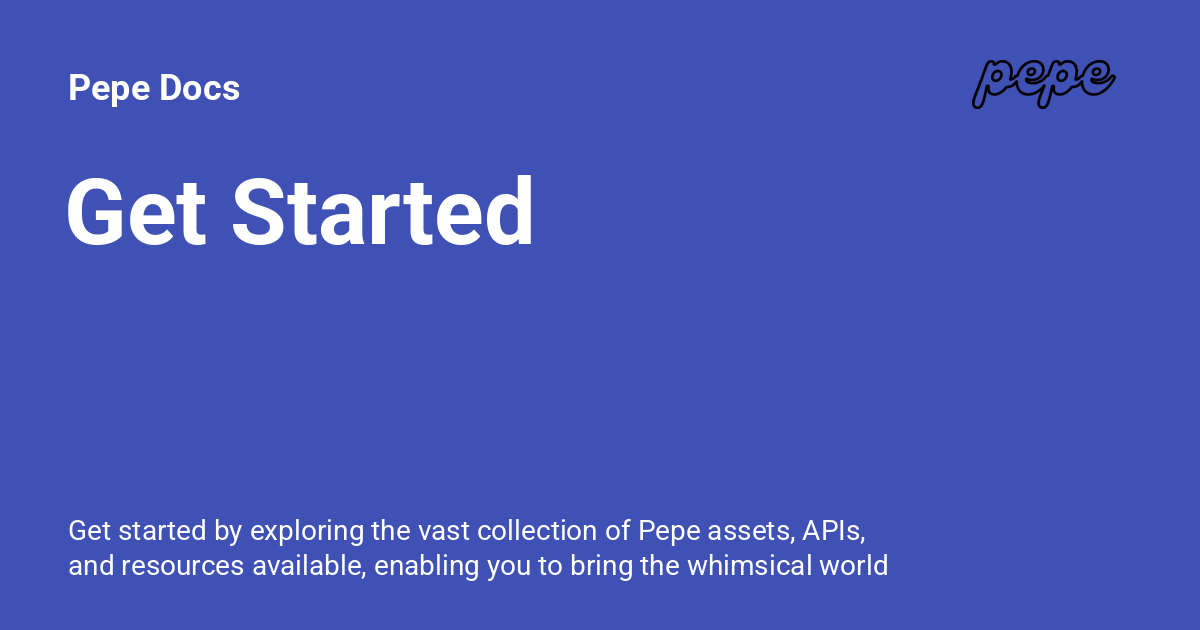 Pepe Docs
pepe
Get Started
Get started by exploring the vast collection of Pepe assets, APIs,
and resources available, enabling you to bring the whimsical world